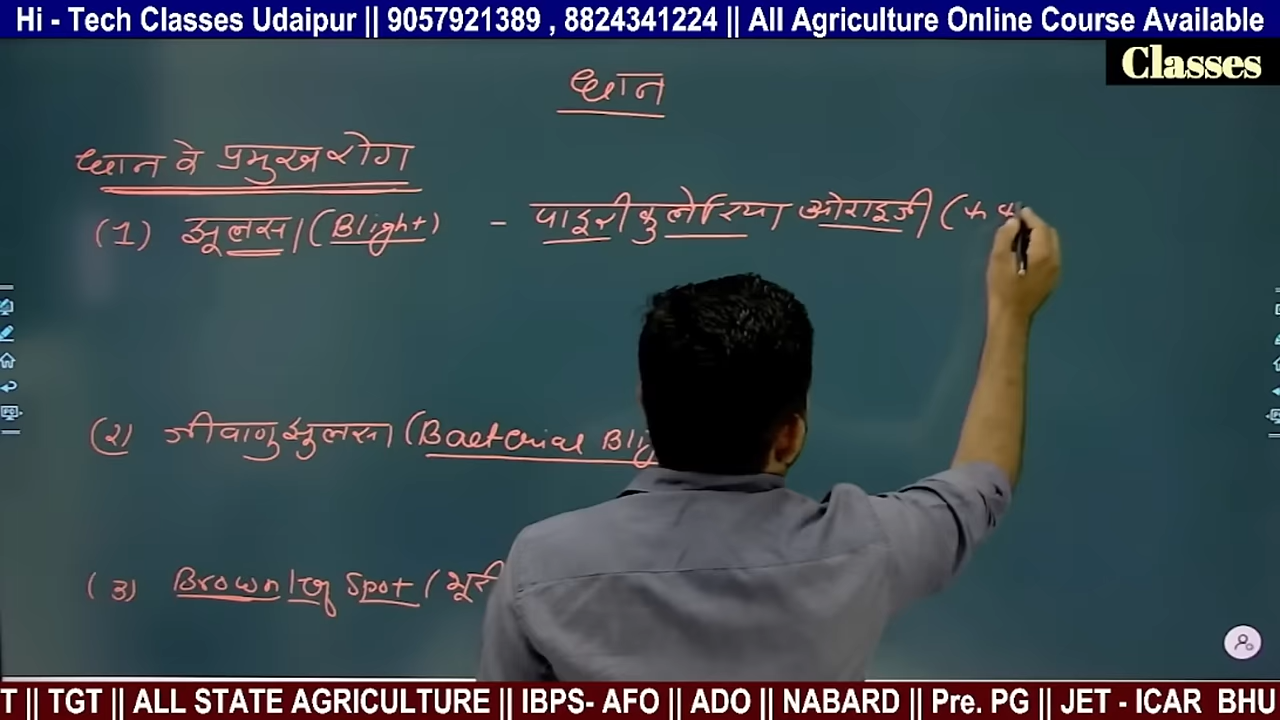 Hi - Tech Classes Udaipur || 9057921389 , 8824341224 || All Agriculture Online Course Available
Classes
धान
धान के प्रमुख रोग
(1) झूलसा (Blight) - पाइरीकुलेरिया ओराइजी (
(2) जीवाणु झुलसा (Bacterial Bli
(3) Brown Spot (भूरी
T || TGT || ALL STATE AGRICULTURE || IBPS- AFO || ADO || NABARD || Pre. PG || JET - ICAR BHU